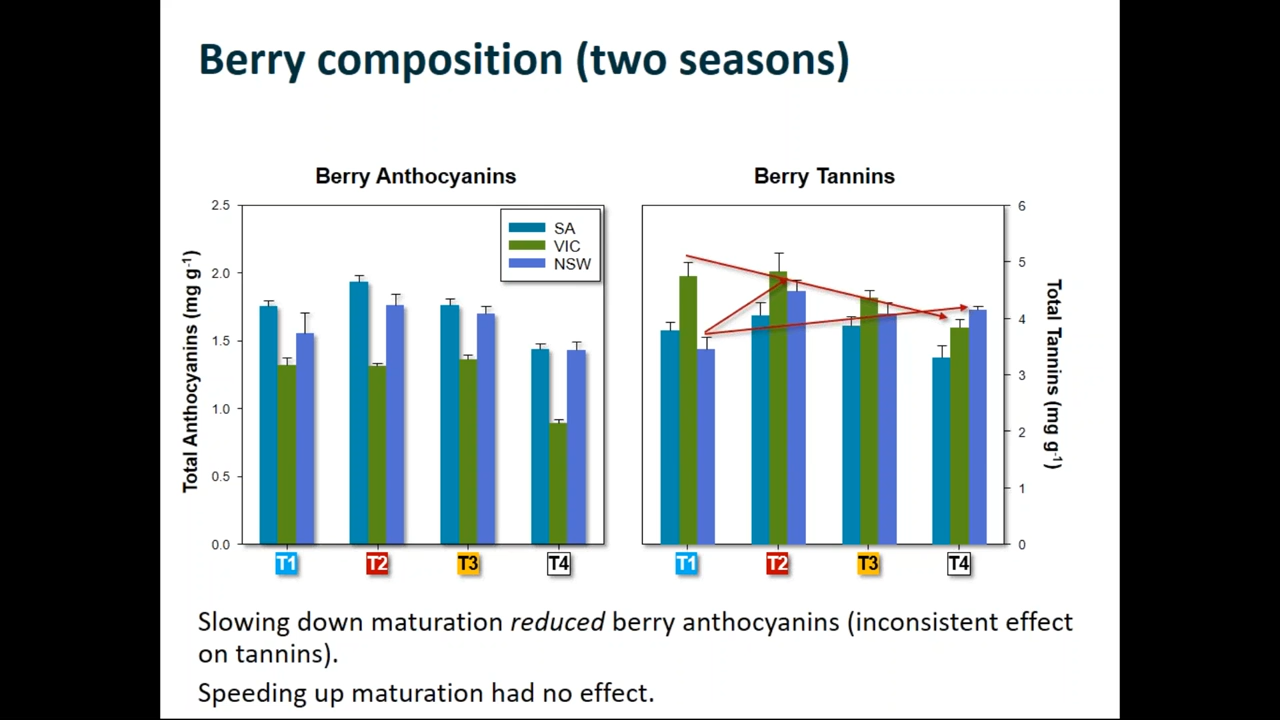 Berry composition (two seasons)
Berry Anthocyanins
Berry Tannins
2.5
2.0
1.5
1.0
0.5
0.0
Total Anthocyanins (mg g-1)
SA
VIC
NSW
6
5
4
3
2
1
0
Total Tannins (mg g-1)
T1 T2 T3 T4
T1 T2 T3 T4
Slowing down maturation reduced berry anthocyanins (inconsistent effect
on tannins).
Speeding up maturation had no effect.